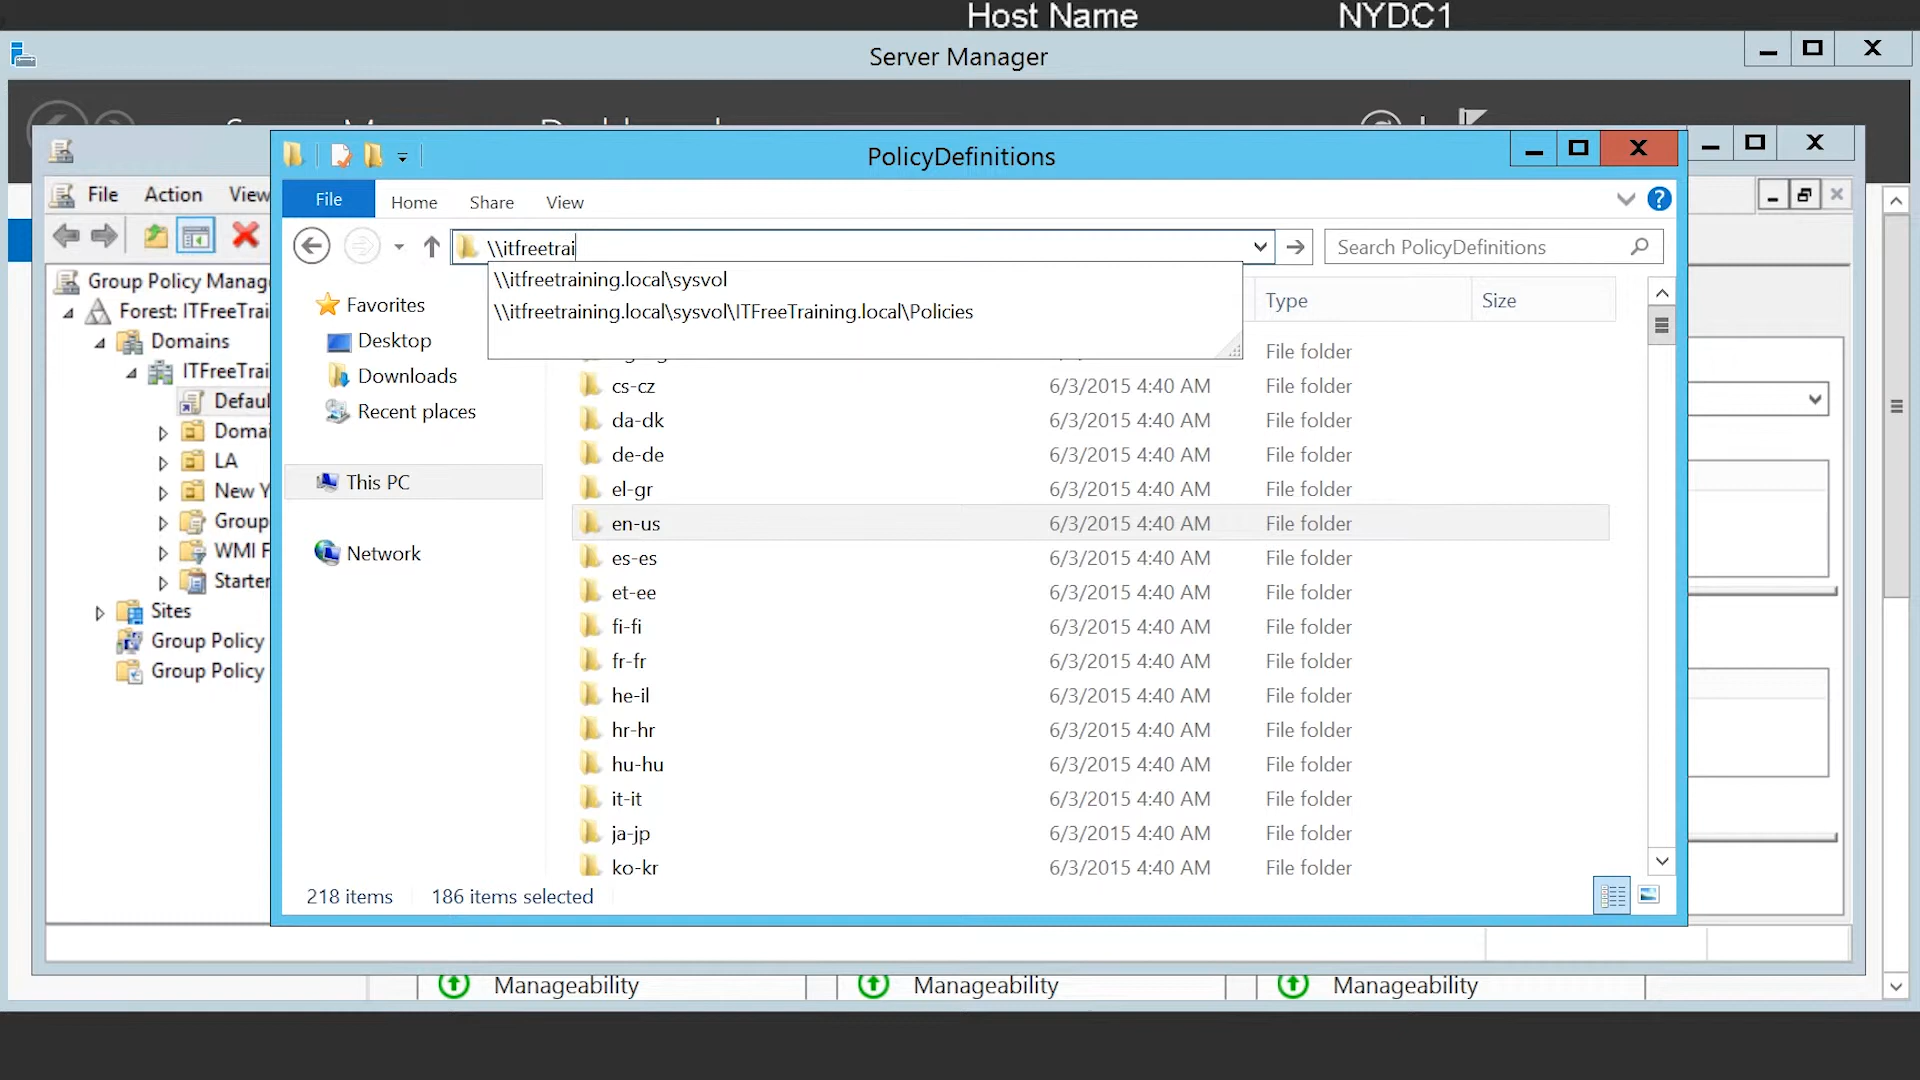 Host Name NYDC1
Server Manager
PolicyDefinitions
File Action View
File Home Share View
\\itfreetrai
Search PolicyDefinitions
\\itfreetraining.local\sysvol
\\itfreetraining.local\sysvol\ITFreeTraining.local\Policies
Type Size
Group Policy Manag
Forest: ITFreeTrai
Domains
ITFreeTrai
Defaul
Domai
LA
New Y
Group
WMI F
Starter
Sites
Group Policy
Group Policy
Favorites
Desktop
Downloads
Recent places
This PC
Network
File folder
cs-cz 6/3/2015 4:40 AM File folder
da-dk 6/3/2015 4:40 AM File folder
de-de 6/3/2015 4:40 AM File folder
el-gr 6/3/2015 4:40 AM File folder
en-us 6/3/2015 4:40 AM File folder
es-es 6/3/2015 4:40 AM File folder
et-ee 6/3/2015 4:40 AM File folder
fi-fi 6/3/2015 4:40 AM File folder
fr-fr 6/3/2015 4:40 AM File folder
he-il 6/3/2015 4:40 AM File folder
hr-hr 6/3/2015 4:40 AM File folder
hu-hu 6/3/2015 4:40 AM File folder
it-it 6/3/2015 4:40 AM File folder
ja-jp 6/3/2015 4:40 AM File folder
ko-kr 6/3/2015 4:40 AM File folder
218 items 186 items selected
Manageability Manageability Manageability